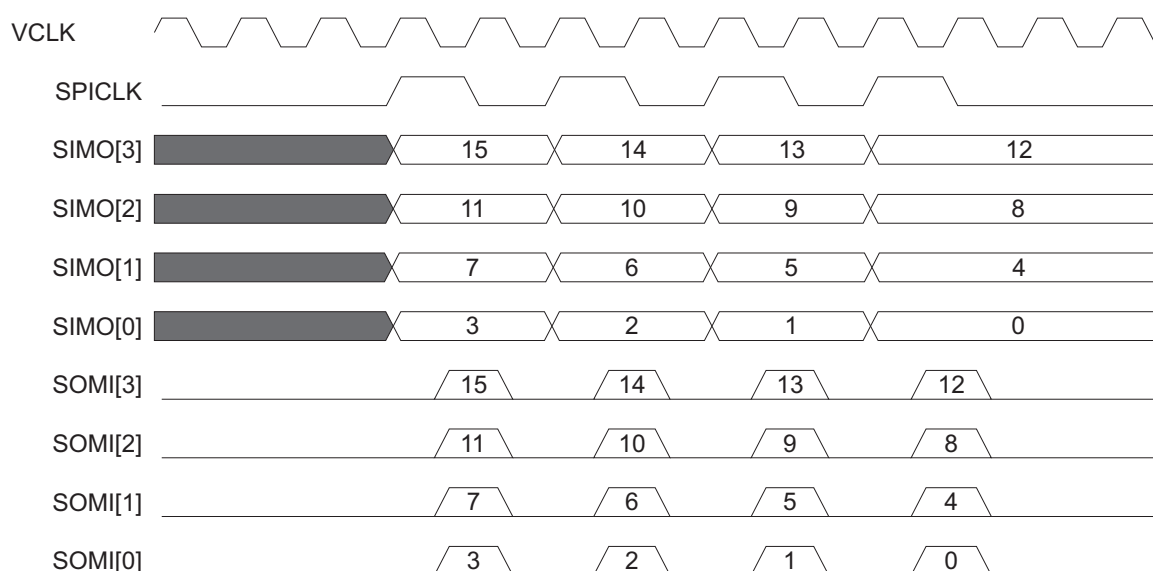 VCLK
SPICLK
SIMO[3] 15 14 13 12
SIMO[2] 11 10 9 8
SIMO[1] 7 6 5 4
SIMO[0] 3 2 1 0
SOMI[3] 15 14 13 12
SOMI[2] 11 10 9 8
SOMI[1] 7 6 5 4
SOMI[0] 3 2 1 0